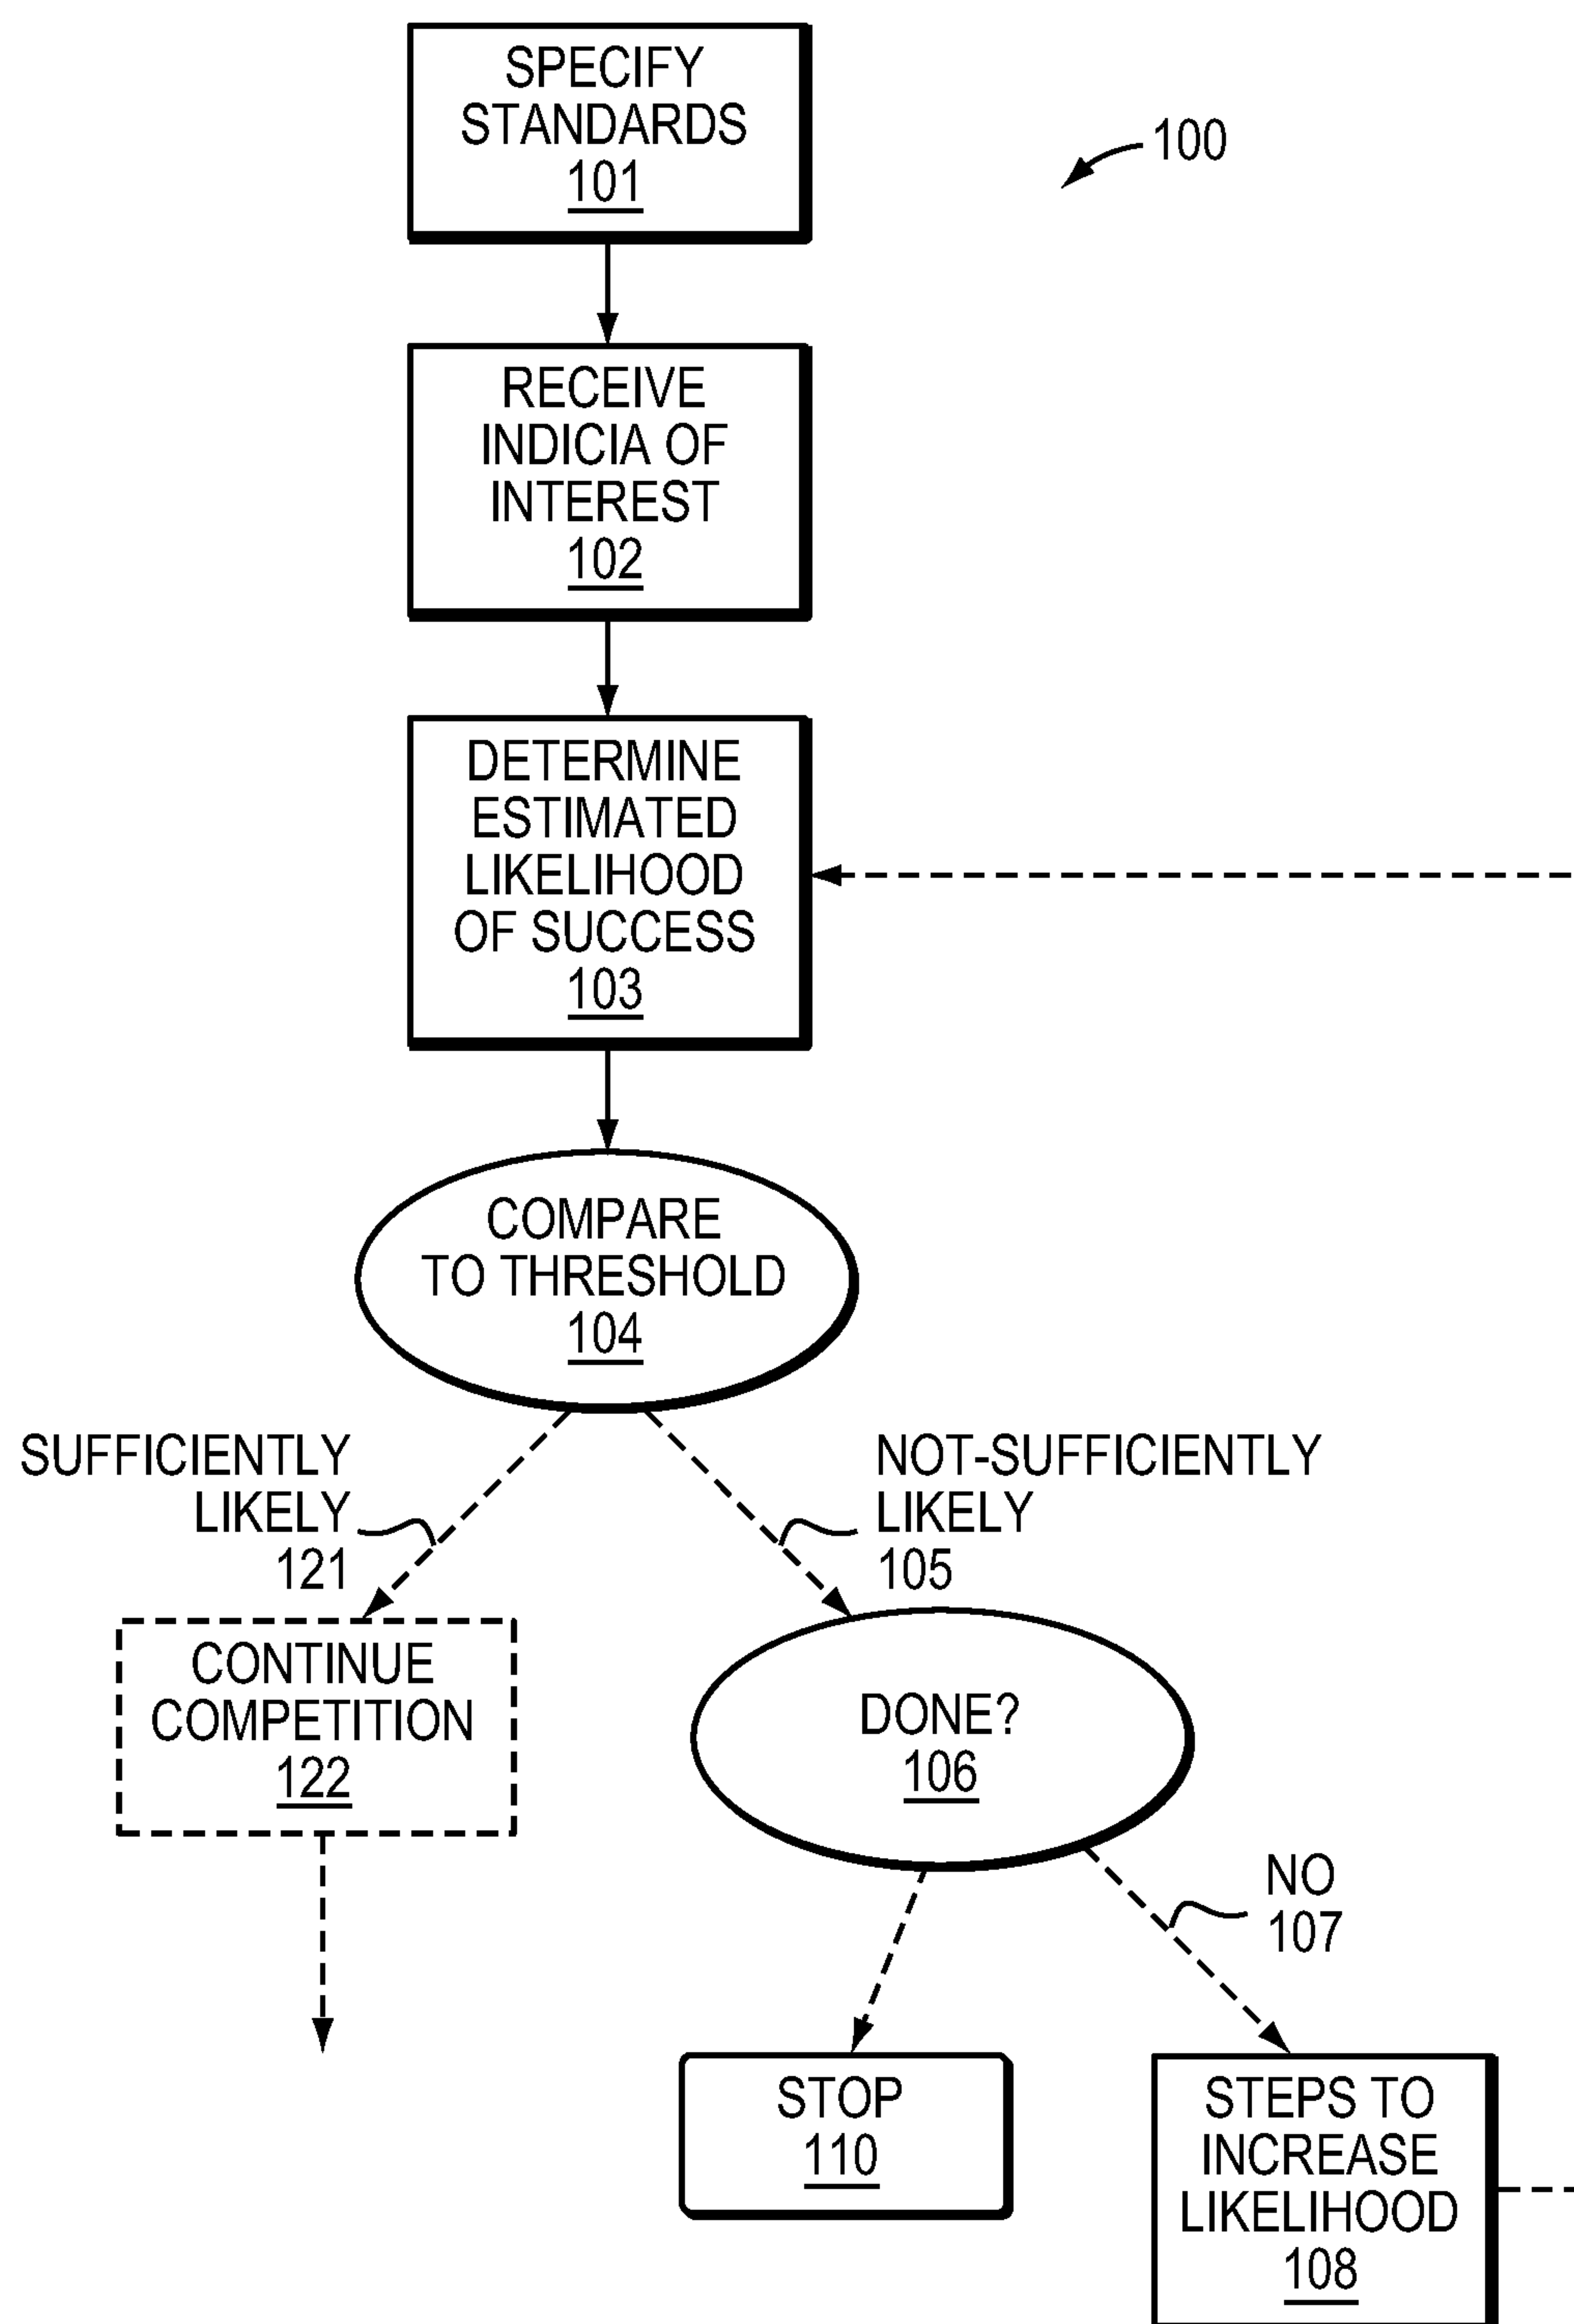 SPECIFY
STANDARDS
101
100
RECEIVE
INDICIA OF
INTEREST
102
DETERMINE
ESTIMATED
LIKELIHOOD
OF SUCCESS
103
COMPARE
TO THRESHOLD
104
SUFFICIENTLY
LIKELY
121
NOT-SUFFICIENTLY
LIKELY
105
CONTINUE
COMPETITION
122
DONE?
106
NO
107
STOP
110
STEPS TO
INCREASE
LIKELIHOOD
108